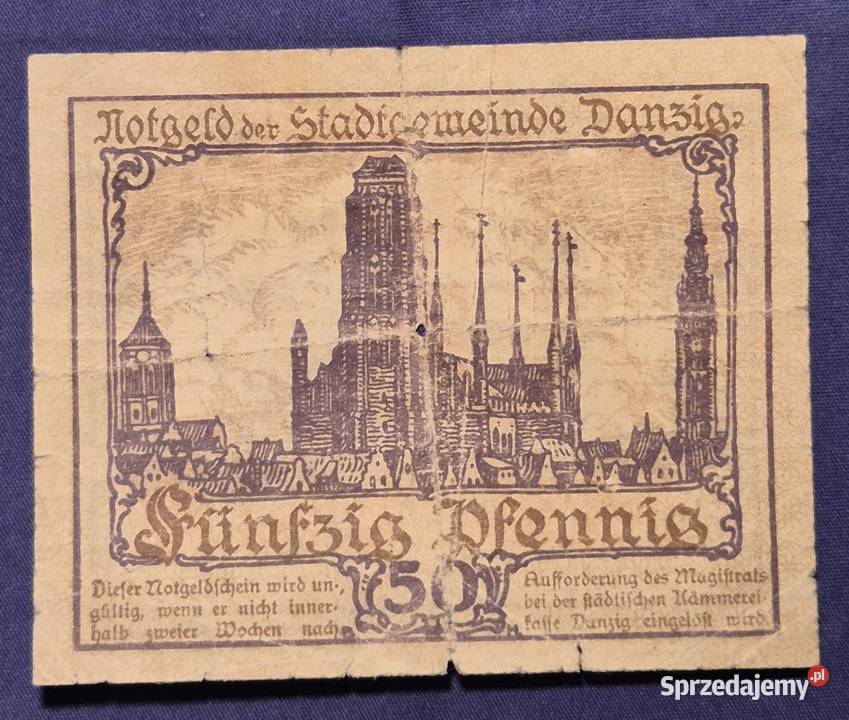 Notgeld der Stadtgemeinde Danzig.
Fünfzig Pfennig
50
Dieser Notgeldschein wird un-
gültig, wenn er nicht inner-
halb zweier Wochen nach
Aufforderung des Magistrats
bei der städtischen Kämmerei-
kasse Danzig eingelöst wird.
Sprzedajemy.pl